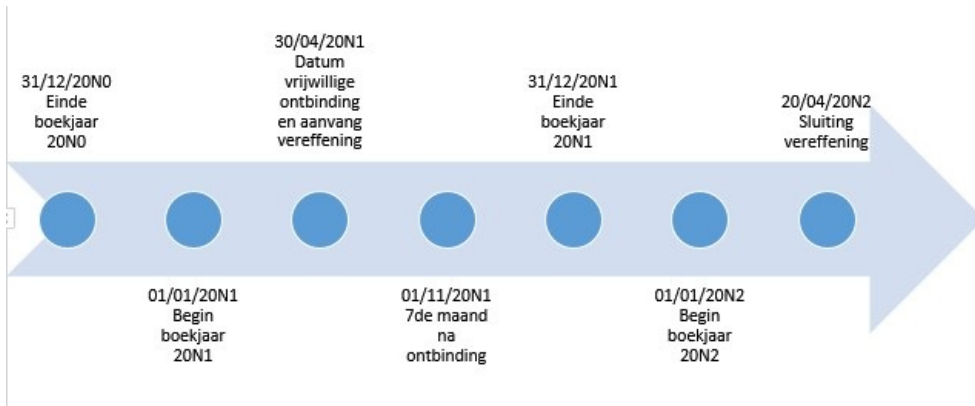 31/12/20N0
Einde
boekjaar
20N0
01/01/20N1
Begin
boekjaar
20N1
30/04/20N1
Datum
vrijwillige
ontbinding
en aanvang
vereffening
01/11/20N1
7de maand
na
ontbinding
31/12/20N1
Einde
boekjaar
20N1
01/01/20N2
Begin
boekjaar
20N2
20/04/20N2
Sluiting
vereffening